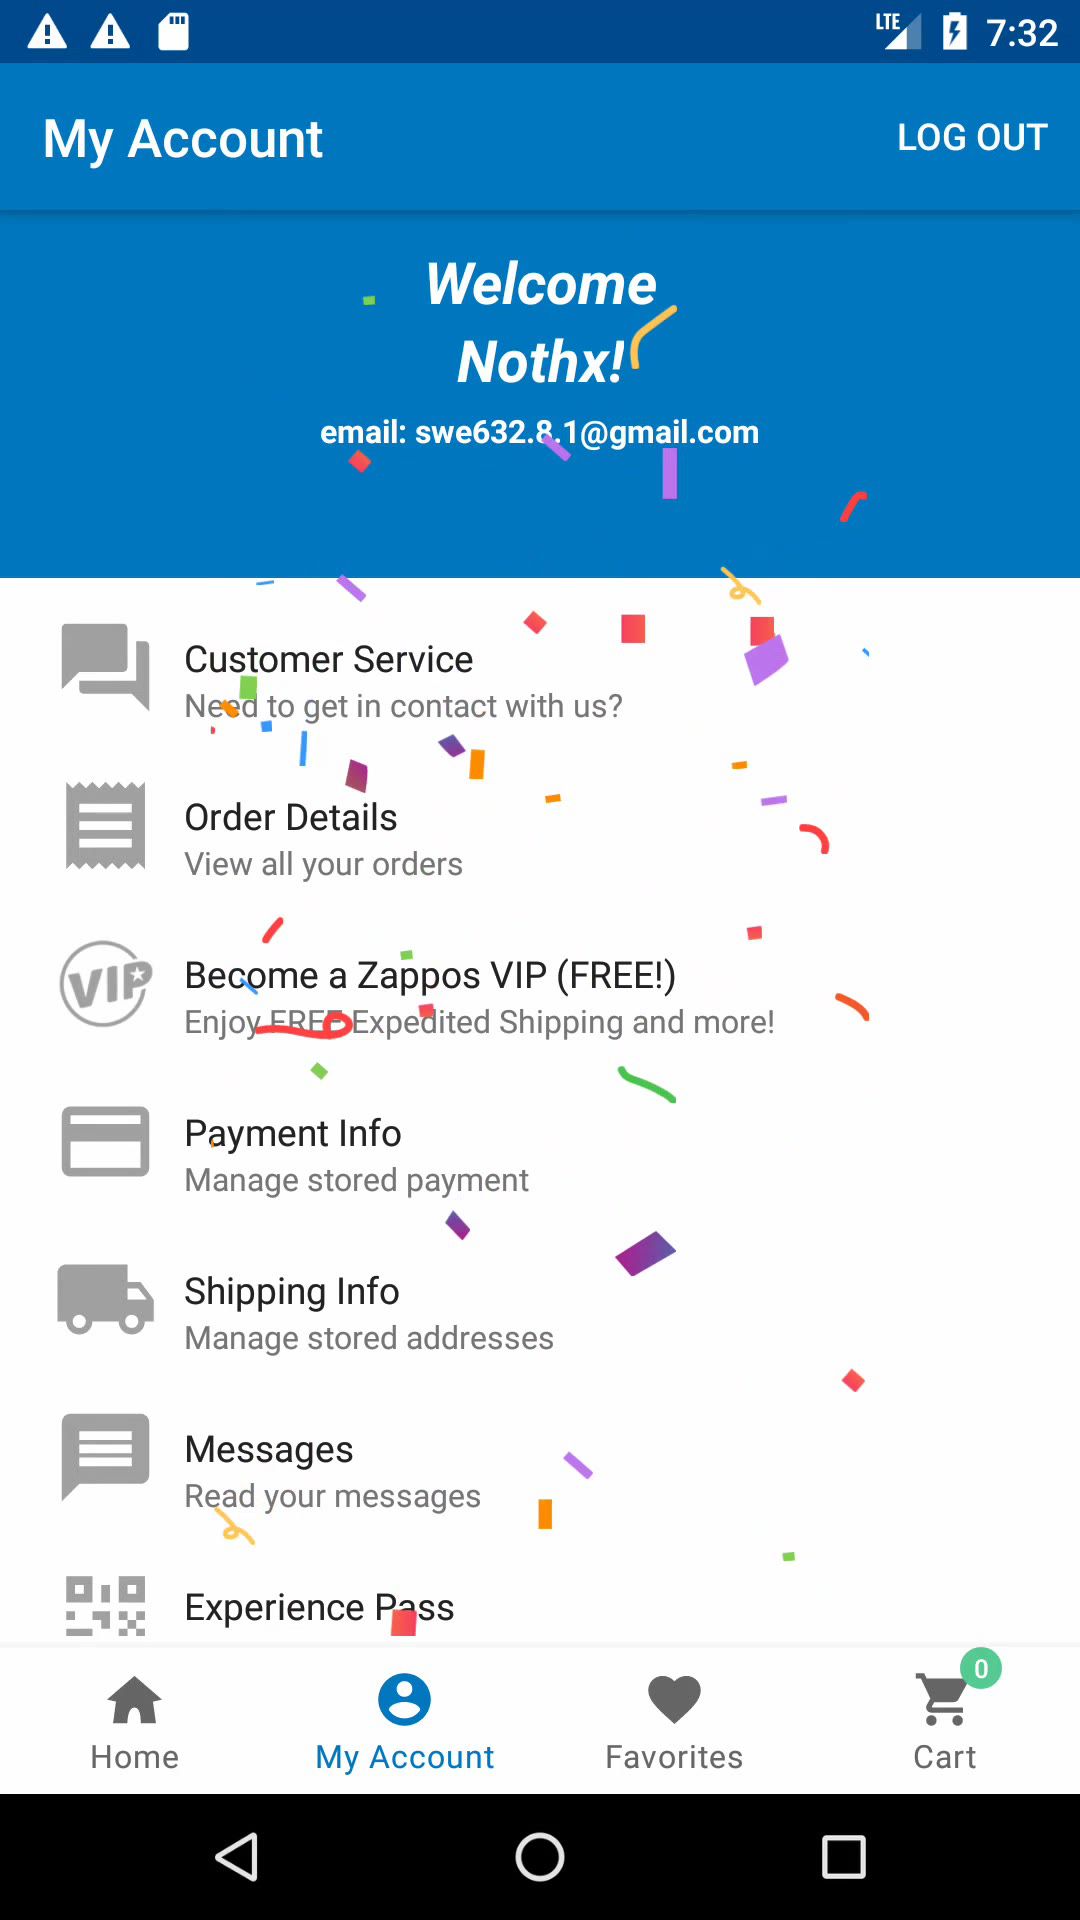 LTE 7:32
My Account LOG OUT
Welcome
Nothx!
email: swe632.8.1@gmail.com
Customer Service
Need to get in contact with us?
Order Details
View all your orders
VIP
Become a Zappos VIP (FREE!)
Enjoy FREE Expedited Shipping and more!
Payment Info
Manage stored payment
Shipping Info
Manage stored addresses
Messages
Read your messages
Experience Pass
0
Home My Account Favorites Cart